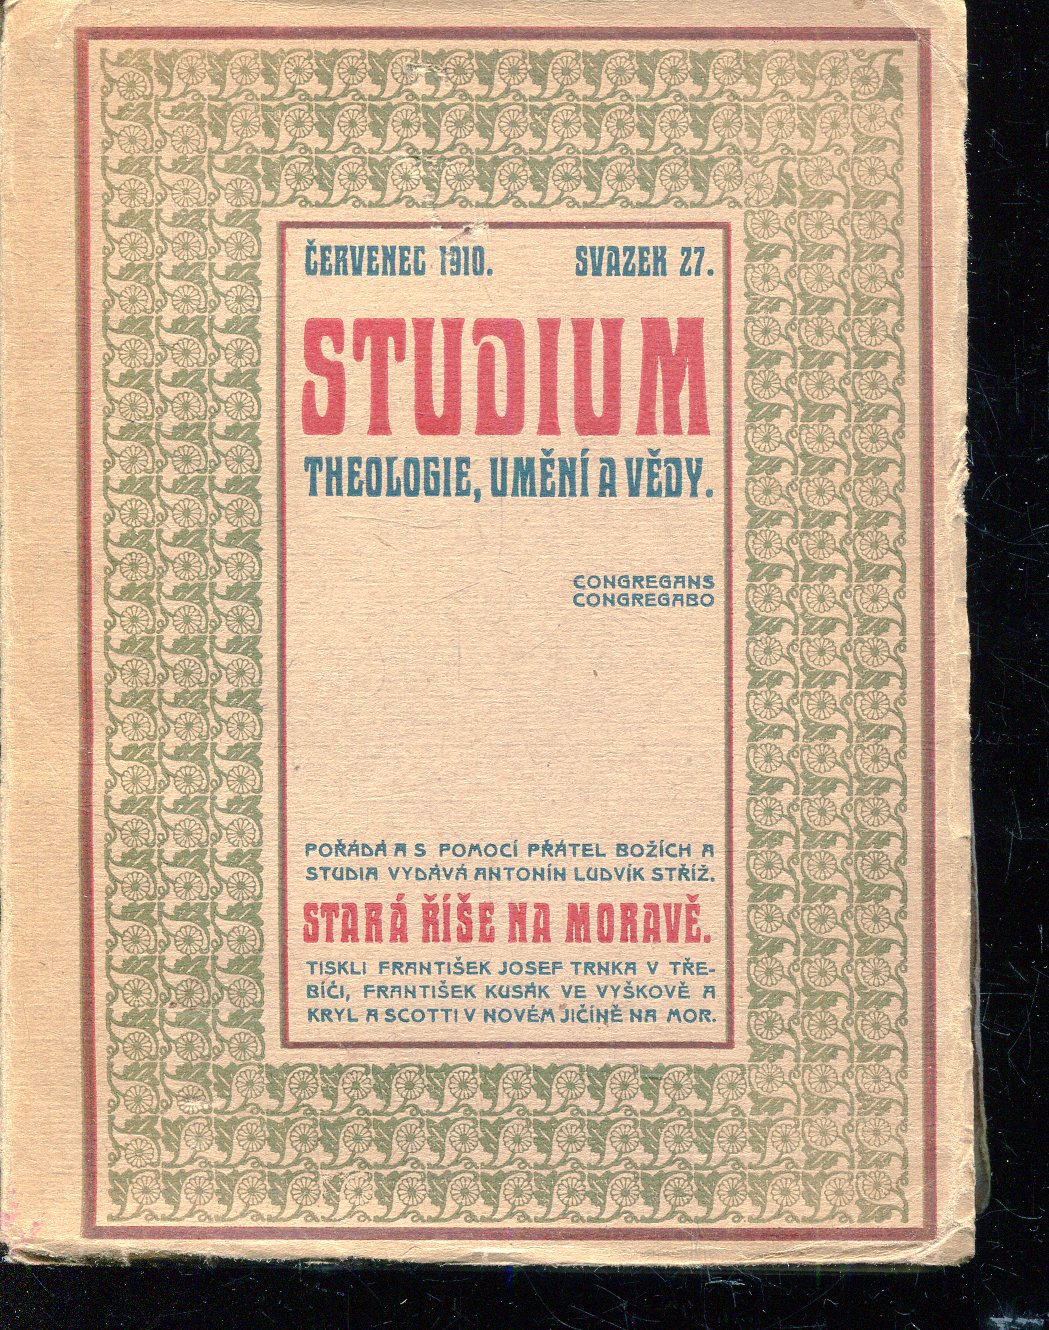 ČERVENEC 1910. SVAZEK 27.
STUDIUM
THEOLOGIE, UMĚNÍ A VĚDY.
CONGREGANS
CONGREGABO
POŘÁDÁ A S POMOCÍ PŘÁTEL BOŽÍCH A
STUDIA VYDÁVÁ ANTONÍN LUDVÍK STŘÍŽ.
STARÁ ŘÍŠE NA MORAVĚ.
TISKLI FRANTIŠEK JOSEF TRNKA V TŘE-
BÍČI, FRANTIŠEK KUSÁK VE VYŠKOVĚ A
KRYL A SCOTTI V NOVÉM JIČÍNĚ NA MOR.